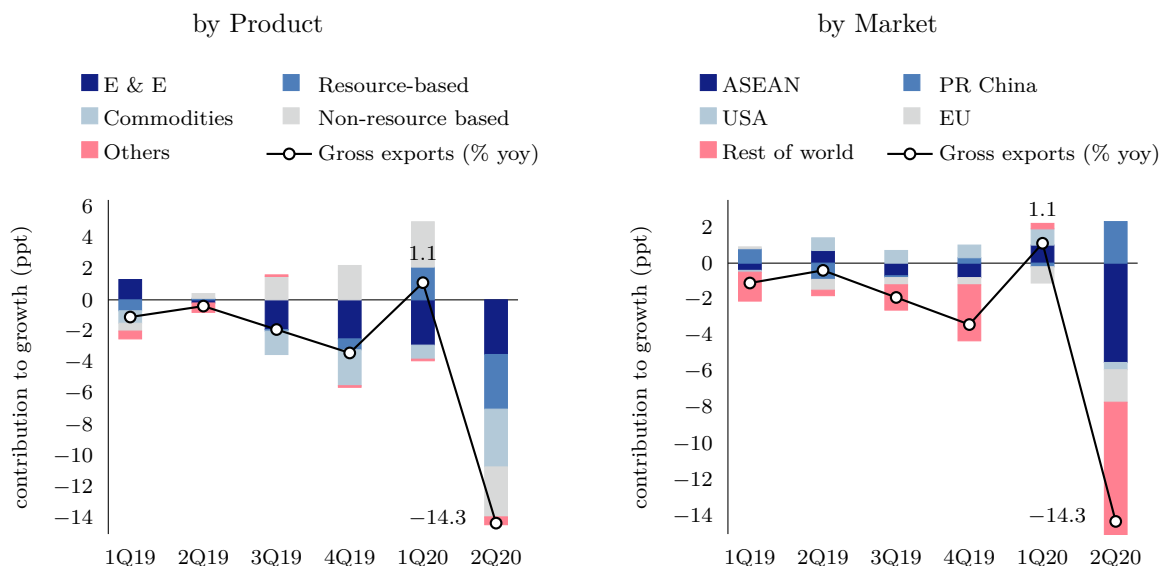 by Product
E & E
Resource-based
Commodities
Non-resource based
Others
Gross exports (% yoy)
contribution to growth (ppt)
6
4
2
0
−2
−4
−6
−8
−10
−12
−14
1.1
−14.3
1Q19 2Q19 3Q19 4Q19 1Q20 2Q20
by Market
ASEAN
PR China
USA
EU
Rest of world
Gross exports (% yoy)
contribution to growth (ppt)
2
0
−2
−4
−6
−8
−10
−12
−14
1.1
−14.3
1Q19 2Q19 3Q19 4Q19 1Q20 2Q20